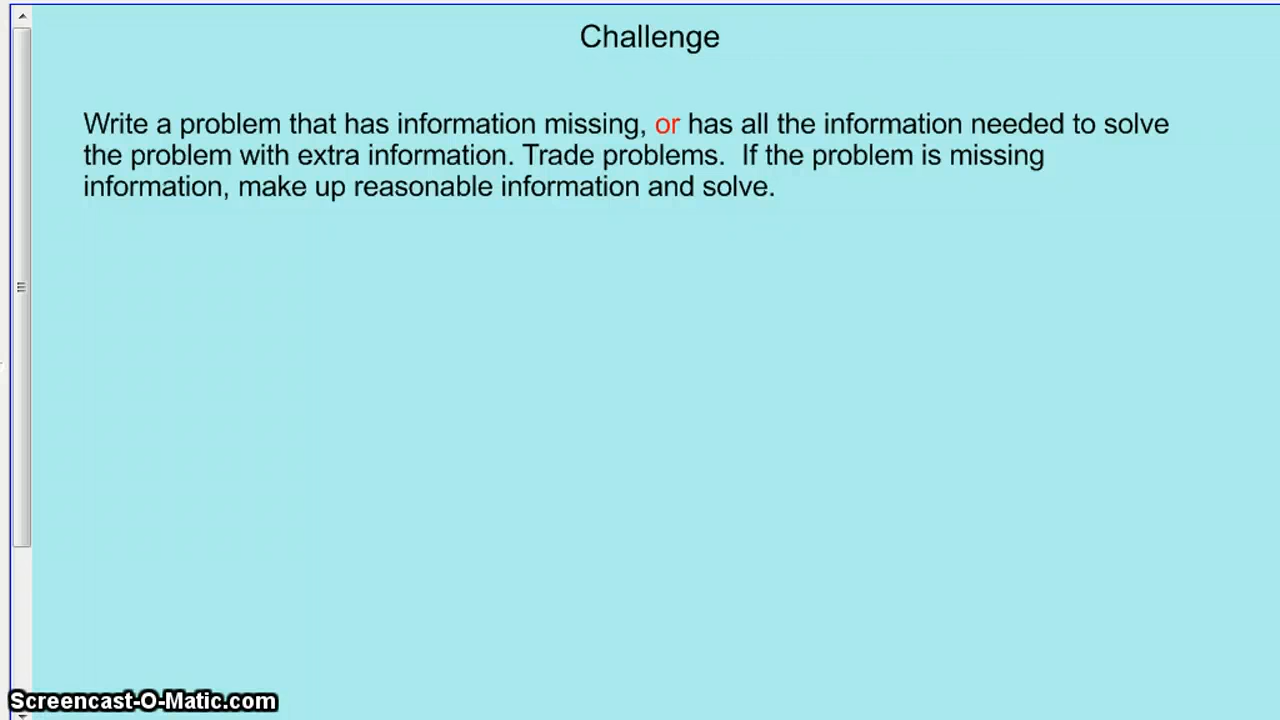 Challenge
Write a problem that has information missing, or has all the information needed to solve
the problem with extra information. Trade problems.  If the problem is missing
information, make up reasonable information and solve.
Screencast-O-Matic.com